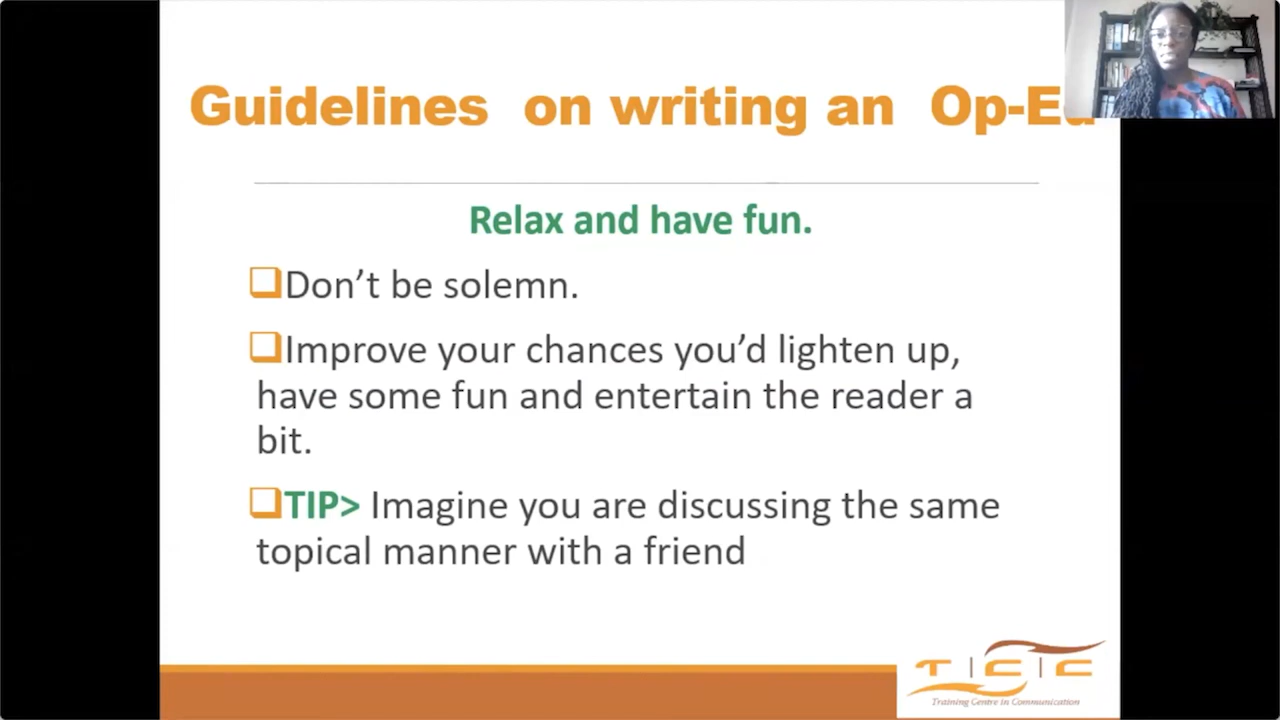 Guidelines on writing an Op-Ed
Relax and have fun.
Don’t be solemn.
Improve your chances you’d lighten up,
have some fun and entertain the reader a
bit.
TIP> Imagine you are discussing the same
topical manner with a friend
T|C|C
Training Centre in Communication